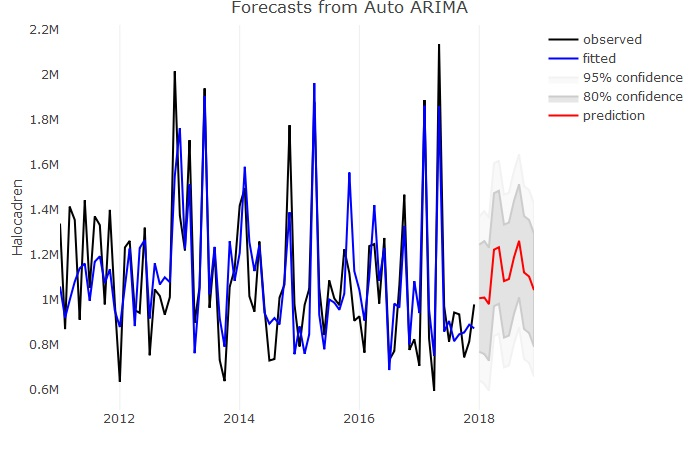 Forecasts from Auto ARIMA
2.2M
2M
1.8M
1.6M
1.4M
1.2M
1M
0.8M
0.6M
Halocadren
2012
2014
2016
2018
observed
fitted
95% confidence
80% confidence
prediction